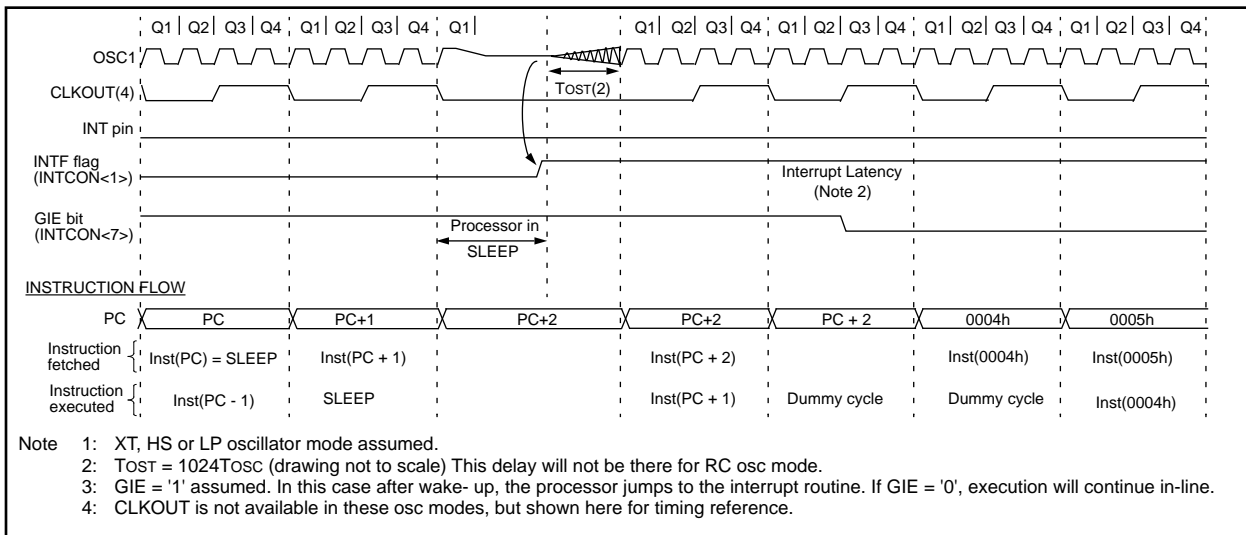 Q1 Q2 Q3 Q4 Q1 Q2 Q3 Q4 Q1 Q1 Q2 Q3 Q4 Q1 Q2 Q3 Q4 Q1 Q2 Q3 Q4 Q1 Q2 Q3 Q4
OSC1
TOST(2)
CLKOUT(4)
INT pin
INTF flag
(INTCON<1>)
Interrupt Latency
(Note 2)
GIE bit
(INTCON<7>)
Processor in
SLEEP
INSTRUCTION FLOW
PC PC PC+1 PC+2 PC+2 PC + 2 0004h 0005h
Instruction
fetched
Inst(PC) = SLEEP Inst(PC + 1) Inst(PC + 2) Inst(0004h) Inst(0005h)
Instruction
executed
Inst(PC - 1) SLEEP Inst(PC + 1) Dummy cycle Dummy cycle Inst(0004h)
Note 1: XT, HS or LP oscillator mode assumed.
2: TOST = 1024TOSC (drawing not to scale) This delay will not be there for RC osc mode.
3: GIE = '1' assumed. In this case after wake- up, the processor jumps to the interrupt routine. If GIE = '0', execution will continue in-line.
4: CLKOUT is not available in these osc modes, but shown here for timing reference.